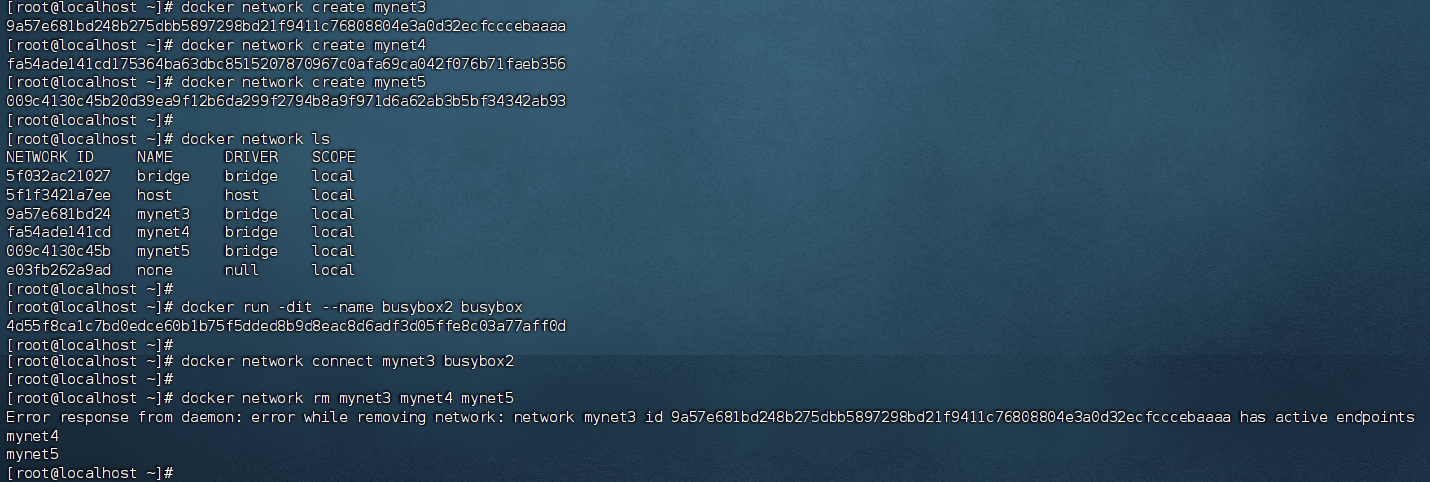 [root@localhost ~]# docker network create mynet3
9a57e681bd248b275dbb5897298bd21f9411c76808804e3a0d32ecfcccebaaaa
[root@localhost ~]# docker network create mynet4
fa54ade141cd175364ba63dbc8515207870967c0afa69ca042f076b71faeb356
[root@localhost ~]# docker network create mynet5
009c4130c45b20d39ea9f12b6da299f2794b8a9f971d6a62ab3b5bf34342ab93
[root@localhost ~]#
[root@localhost ~]# docker network ls
NETWORK ID     NAME      DRIVER    SCOPE
5f032ac21027   bridge    bridge    local
5f1f3421a7ee   host      host      local
9a57e681bd24   mynet3    bridge    local
fa54ade141cd   mynet4    bridge    local
009c4130c45b   mynet5    bridge    local
e03fb262a9ad   none      null      local
[root@localhost ~]#
[root@localhost ~]# docker run -dit --name busybox2 busybox
4d55f8ca1c7bd0edce60b1b75f5dded8b9d8eac8d6adf3d05ffe8c03a77aff0d
[root@localhost ~]#
[root@localhost ~]# docker network connect mynet3 busybox2
[root@localhost ~]#
[root@localhost ~]# docker network rm mynet3 mynet4 mynet5
Error response from daemon: error while removing network: network mynet3 id 9a57e681bd248b275dbb5897298bd21f9411c76808804e3a0d32ecfcccebaaaa has active endpoints
mynet4
mynet5
[root@localhost ~]#